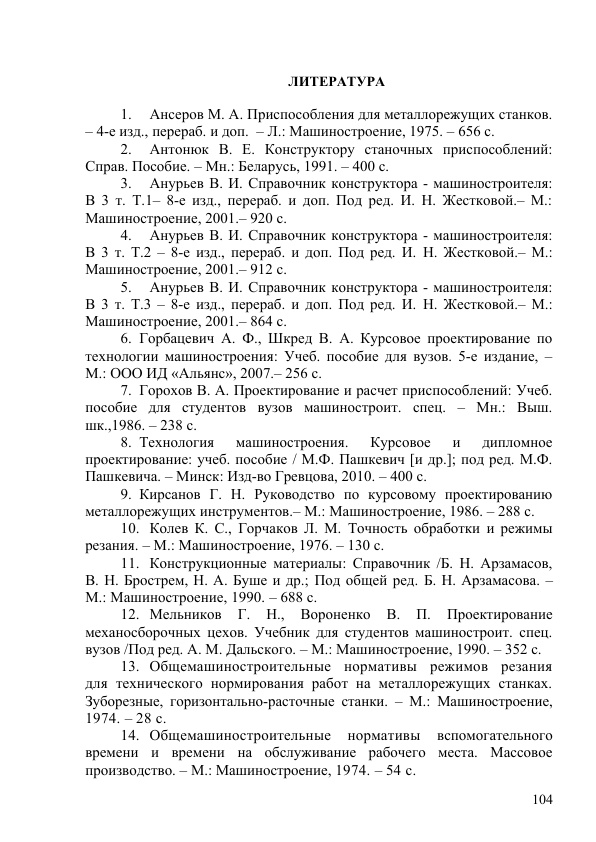 ЛИТЕРАТУРА
1. Ансеров М. А. Приспособления для металлорежущих станков.
– 4-е изд., перераб. и доп. – Л.: Машиностроение, 1975. – 656 с.
2. Антонюк В. Е. Конструктору станочных приспособлений:
Справ. Пособие. – Мн.: Беларусь, 1991. – 400 с.
3. Анурьев В. И. Справочник конструктора - машиностроителя:
В 3 т. Т.1– 8-е изд., перераб. и доп. Под ред. И. Н. Жестковой.– М.:
Машиностроение, 2001.– 920 с.
4. Анурьев В. И. Справочник конструктора - машиностроителя:
В 3 т. Т.2 – 8-е изд., перераб. и доп. Под ред. И. Н. Жестковой.– М.:
Машиностроение, 2001.– 912 с.
5. Анурьев В. И. Справочник конструктора - машиностроителя:
В 3 т. Т.3 – 8-е изд., перераб. и доп. Под ред. И. Н. Жестковой.– М.:
Машиностроение, 2001.– 864 с.
6. Горбацевич А. Ф., Шкред В. А. Курсовое проектирование по
технологии машиностроения: Учеб. пособие для вузов. 5-е издание, –
М.: ООО ИД «Альянс», 2007.– 256 с.
7. Горохов В. А. Проектирование и расчет приспособлений: Учеб.
пособие для студентов вузов машиностроит. спец. – Мн.: Выш.
шк.,1986. – 238 с.
8. Технология машиностроения. Курсовое и дипломное
проектирование: учеб. пособие / М.Ф. Пашкевич [и др.]; под ред. М.Ф.
Пашкевича. – Минск: Изд-во Гревцова, 2010. – 400 с.
9. Кирсанов Г. Н. Руководство по курсовому проектированию
металлорежущих инструментов.– М.: Машиностроение, 1986. – 288 с.
10. Колев К. С., Горчаков Л. М. Точность обработки и режимы
резания. – М.: Машиностроение, 1976. – 130 с.
11. Конструкционные материалы: Справочник /Б. Н. Арзамасов,
В. Н. Брострем, Н. А. Буше и др.; Под общей ред. Б. Н. Арзамасова. –
М.: Машиностроение, 1990. – 688 с.
12. Мельников Г. Н., Вороненко В. П. Проектирование
механосборочных цехов. Учебник для студентов машиностроит. спец.
вузов /Под ред. А. М. Дальского. – М.: Машиностроение, 1990. – 352 с.
13. Общемашиностроительные нормативы режимов резания
для технического нормирования работ на металлорежущих станках.
Зуборезные, горизонтально-расточные станки. – М.: Машиностроение,
1974. – 28 с.
14. Общемашиностроительные нормативы вспомогательного
времени и времени на обслуживание рабочего места. Массовое
производство. – М.: Машиностроение, 1974. – 54 с.
104